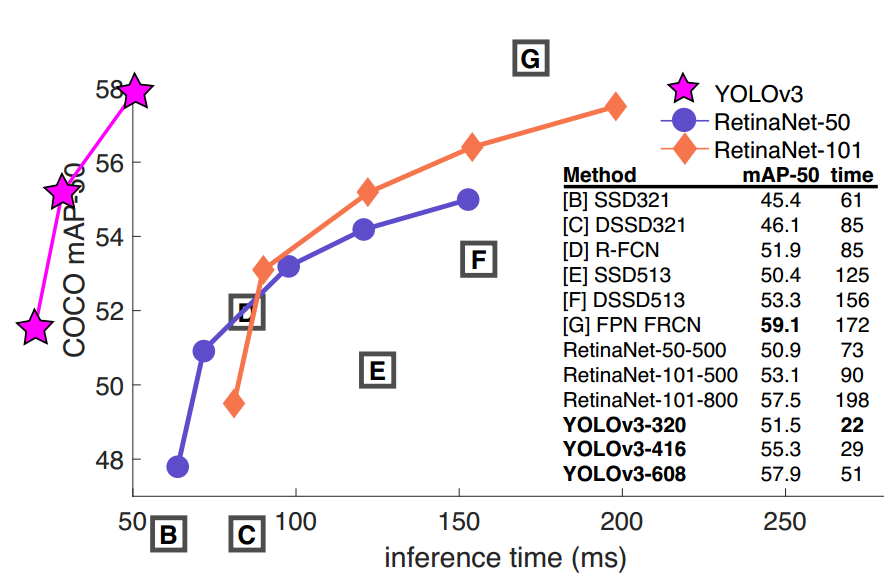 G
58
YOLOv3
RetinaNet-50
RetinaNet-101
56
COCO mAP-50
54
52
50
48
D
F
E
Method mAP-50 time
[B] SSD321 45.4 61
[C] DSSD321 46.1 85
[D] R-FCN 51.9 85
[E] SSD513 50.4 125
[F] DSSD513 53.3 156
[G] FPN FRCN 59.1 172
RetinaNet-50-500 50.9 73
RetinaNet-101-500 53.1 90
RetinaNet-101-800 57.5 198
YOLOv3-320 51.5 22
YOLOv3-416 55.3 29
YOLOv3-608 57.9 51
50 100 150 200 250
B C
inference time (ms)